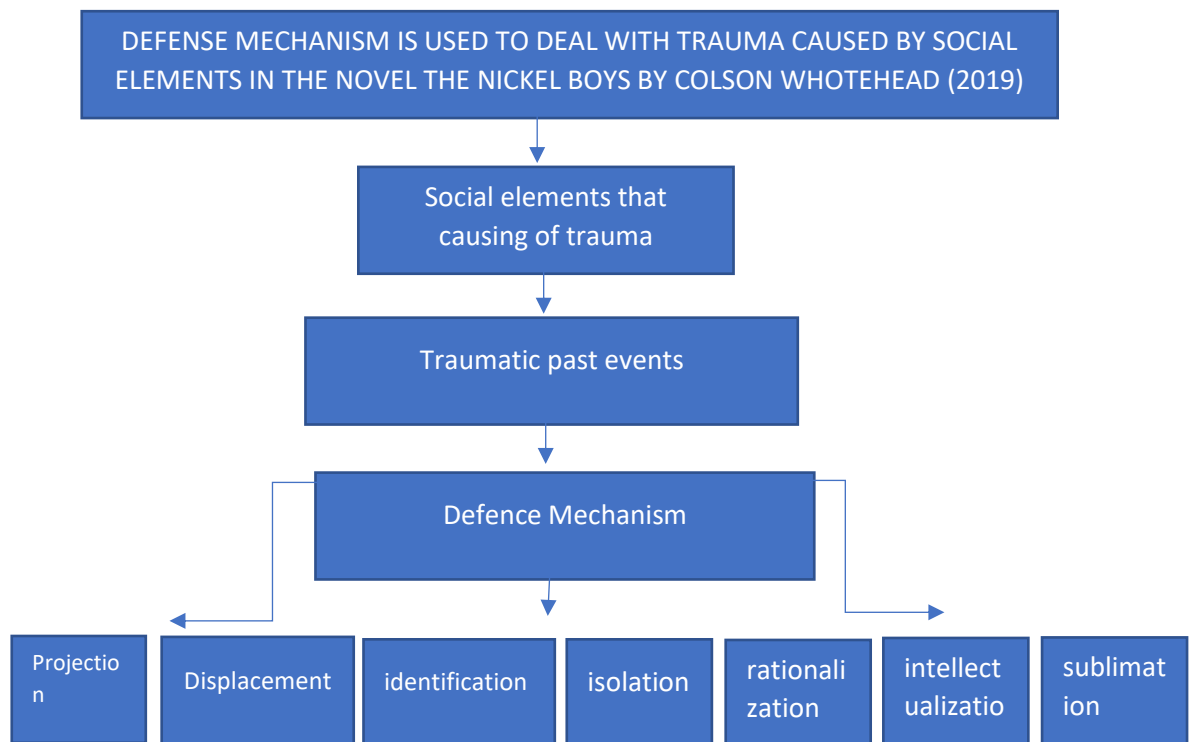 DEFENSE MECHANISM IS USED TO DEAL WITH TRAUMA CAUSED BY SOCIAL
ELEMENTS IN THE NOVEL THE NICKEL BOYS BY COLSON WHOTEHEAD (2019)
Social elements that
causing of trauma
Traumatic past events
Defence Mechanism
Projectio
n
Displacement
identification
isolation
rationali
zation
intellect
ualizatio
sublimat
ion